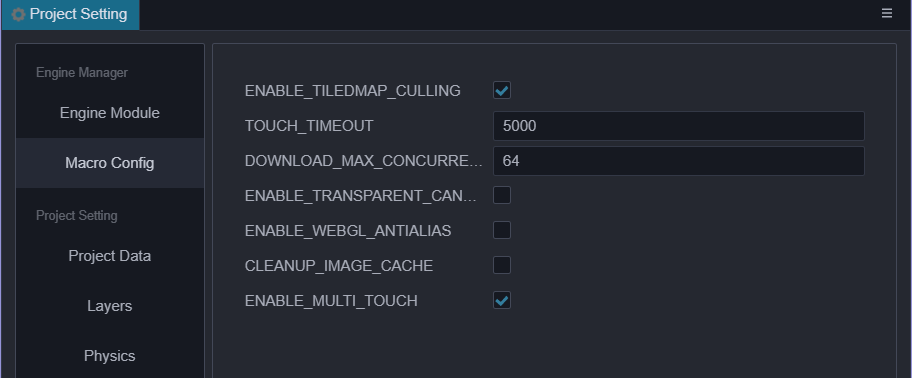 Project Setting
Engine Manager
Engine Module
Macro Config
Project Setting
Project Data
Layers
Physics
ENABLE_TILEDMAP_CULLING
TOUCH_TIMEOUT 5000
DOWNLOAD_MAX_CONCURRE... 64
ENABLE_TRANSPARENT_CAN...
ENABLE_WEBGL_ANTIALIAS
CLEANUP_IMAGE_CACHE
ENABLE_MULTI_TOUCH